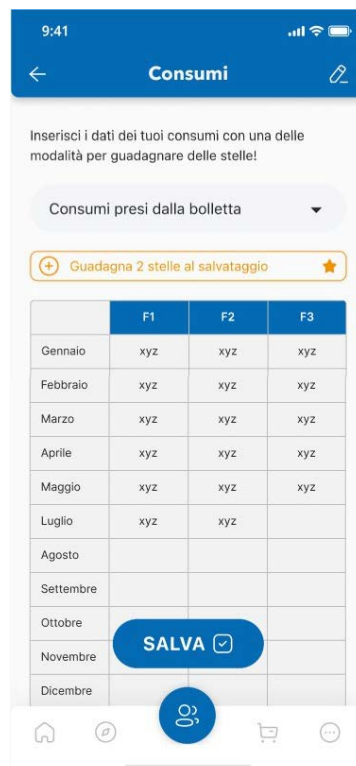 9:41
Consumi
Inserisci i dati dei tuoi consumi con una delle
modalità per guadagnare delle stelle!
Consumi presi dalla bolletta
Guadagna 2 stelle al salvataggio
F1 F2 F3
Gennaio xyz xyz xyz
Febbraio xyz xyz xyz
Marzo xyz xyz xyz
Aprile xyz xyz xyz
Maggio xyz xyz xyz
Luglio xyz xyz
Agosto
Settembre
Ottobre
SALVA
Novembre
Dicembre